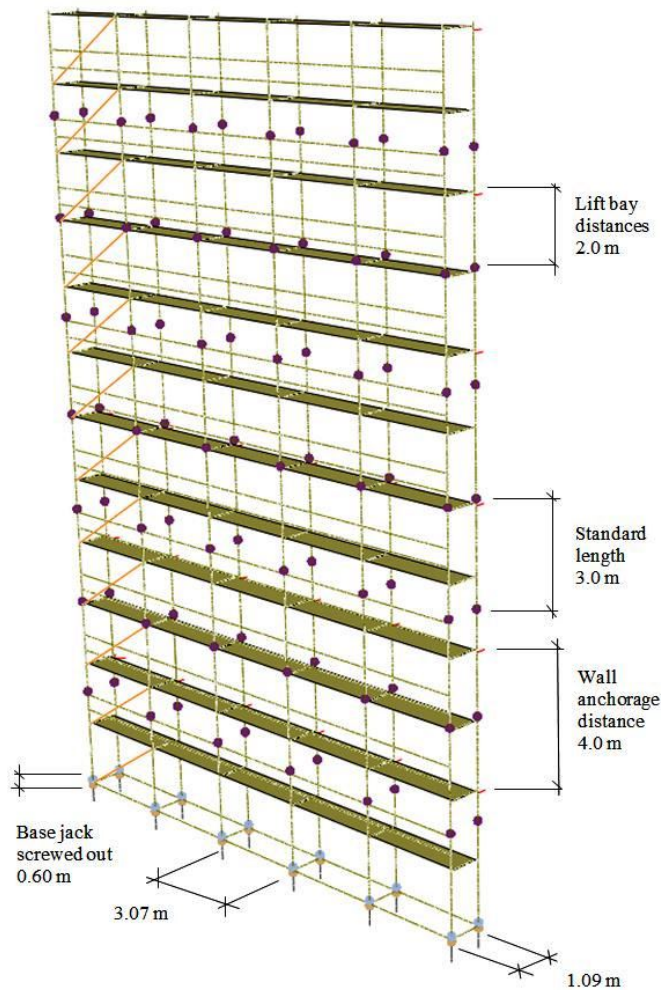 Lift bay
distances
2.0 m
Standard
length
3.0 m
Wall
anchorage
distance
4.0 m
Base jack
screwed out
0.60 m
3.07 m
1.09 m